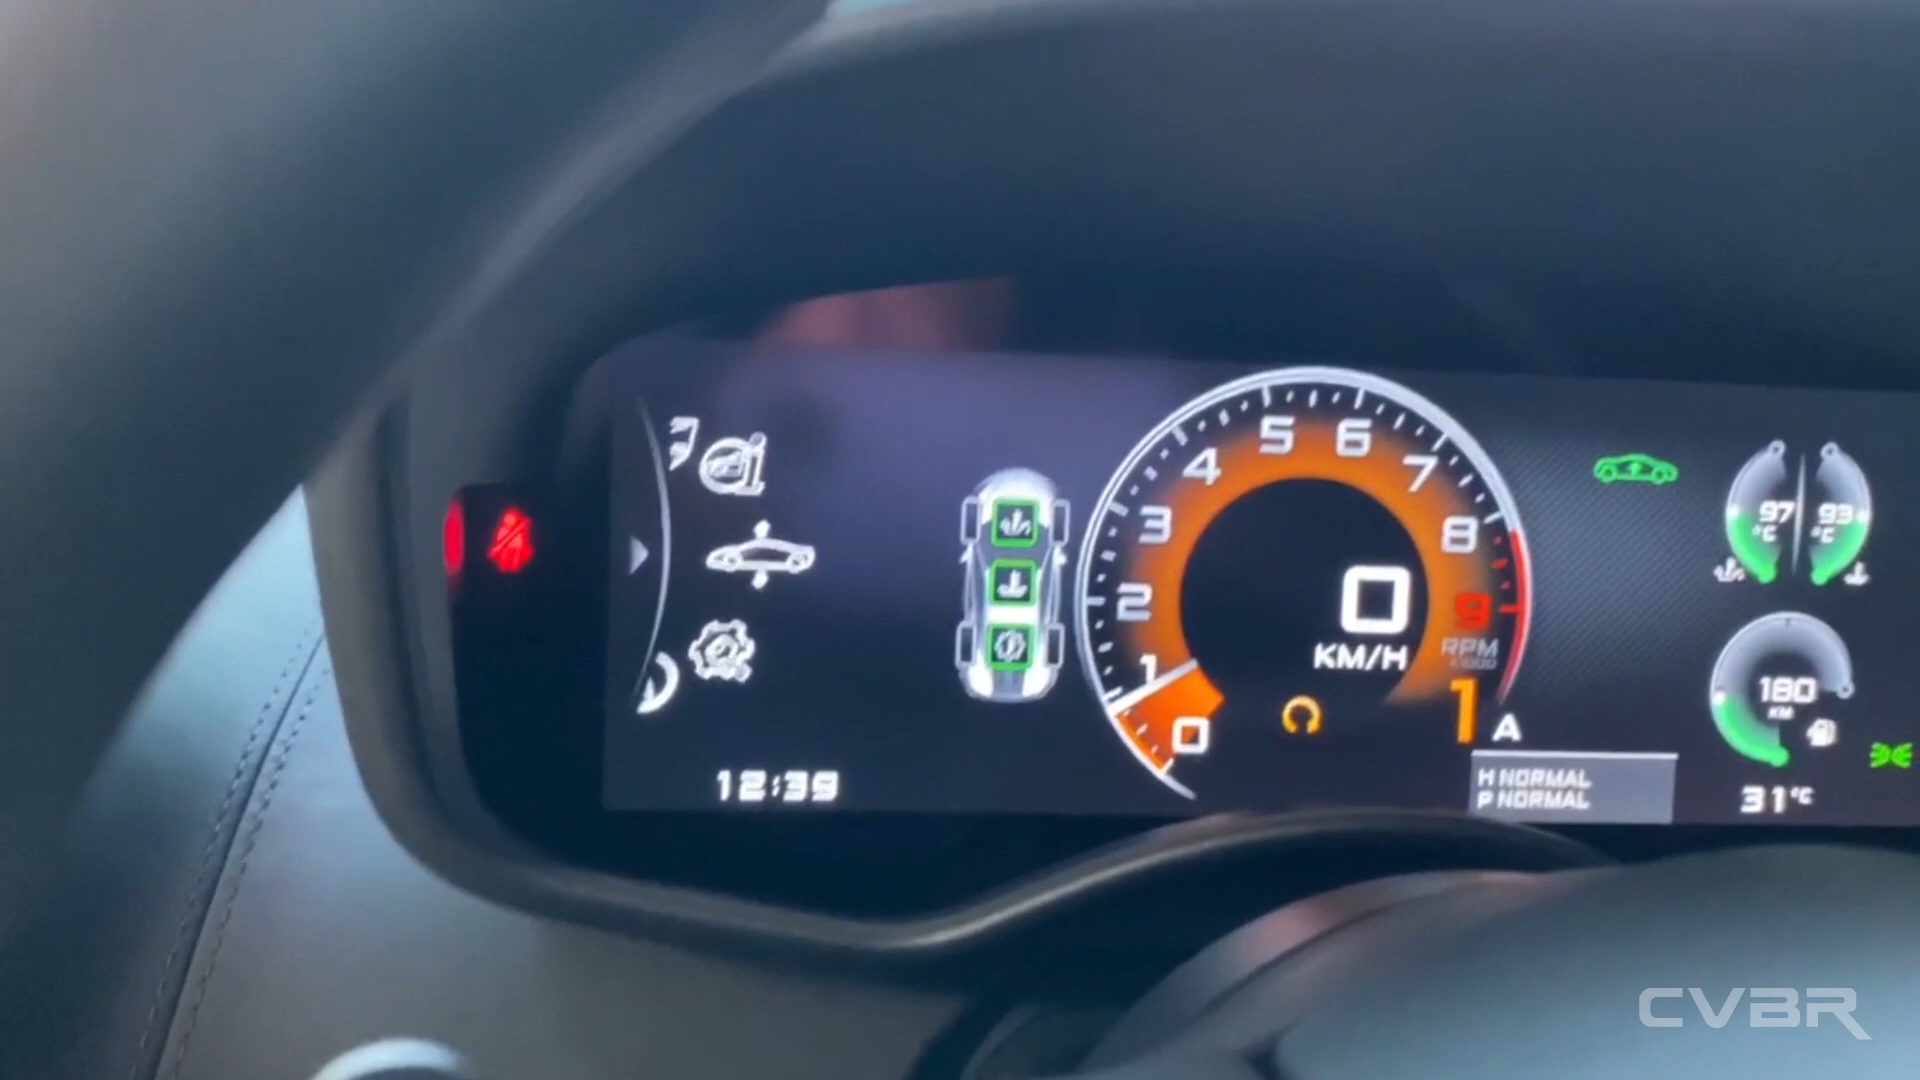 5 6
4 7
3 8
2 9
1
0
0
KM/H
RPM
x1000
1 A
H NORMAL
P NORMAL
97 °C
93 °C
180
KM
31°C
12:39
CVBR